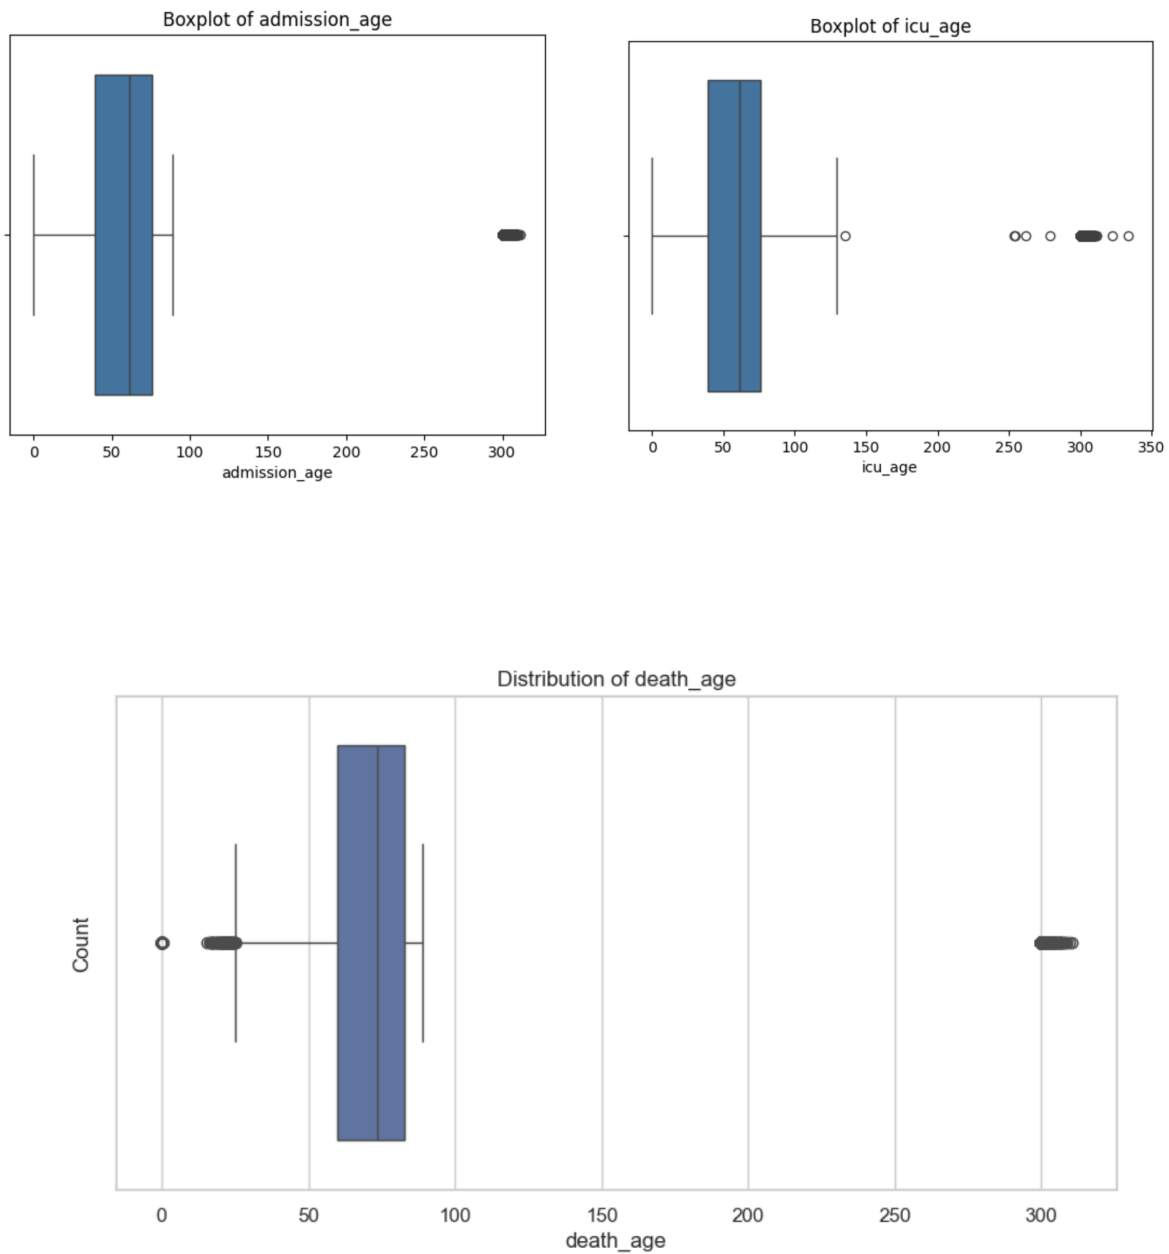 Boxplot of admission_age
0 50 100 150 200 250 300
admission_age
Boxplot of icu_age
0 50 100 150 200 250 300 350
icu_age
Distribution of death_age
Count
0 50 100 150 200 250 300
death_age